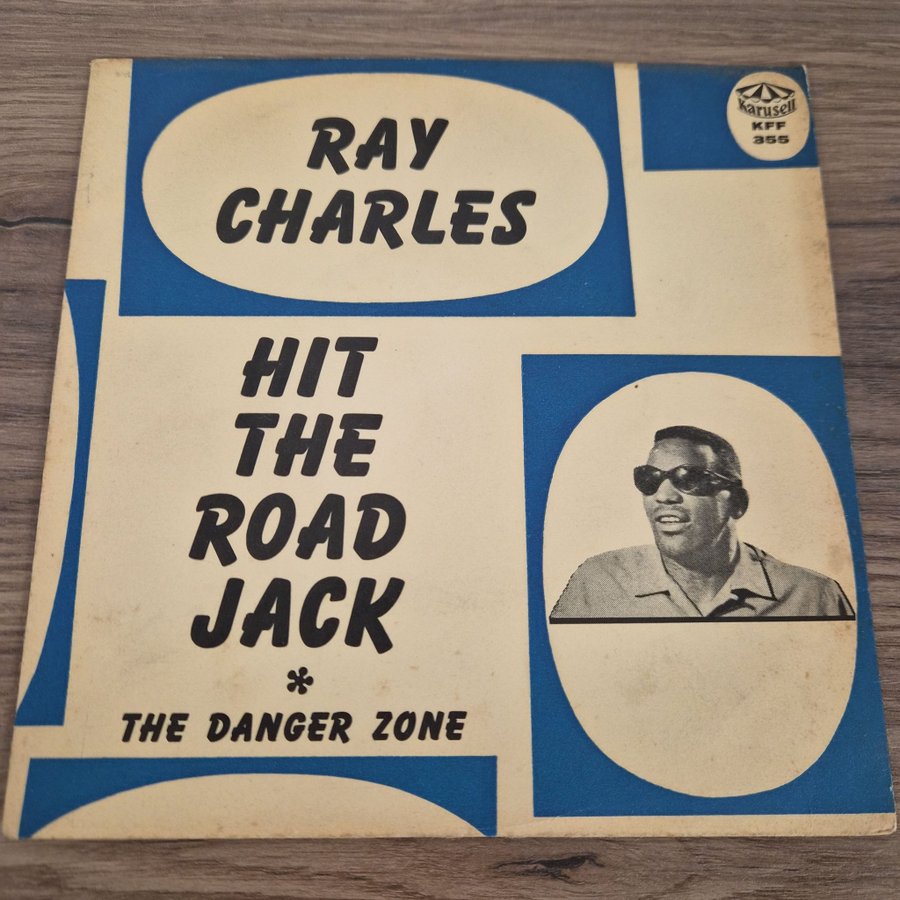 RAY
CHARLES
Karusell
KFF
355
HIT
THE
ROAD
JACK
*
THE DANGER ZONE